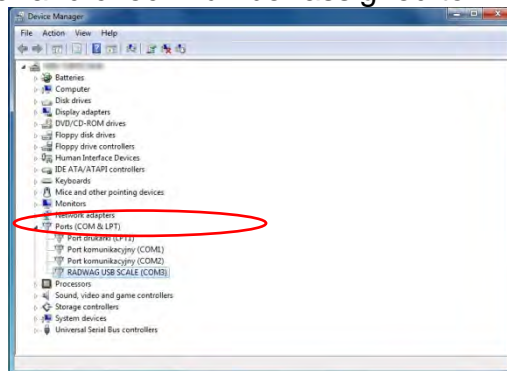 Device Manager
File Action View Help
Batteries
Computer
Disk drives
Display adapters
DVD/CD-ROM drives
Floppy disk drives
Floppy drive controllers
Human Interface Devices
IDE ATA/ATAPI controllers
Keyboards
Mice and other pointing devices
Monitors
Network adapters
Ports (COM & LPT)
Port drukarki (LPT1)
Port komunikacyjny (COM1)
Port komunikacyjny (COM2)
RADWAG USB SCALE (COM3)
Processors
Sound, video and game controllers
Storage controllers
System devices
Universal Serial Bus controllers